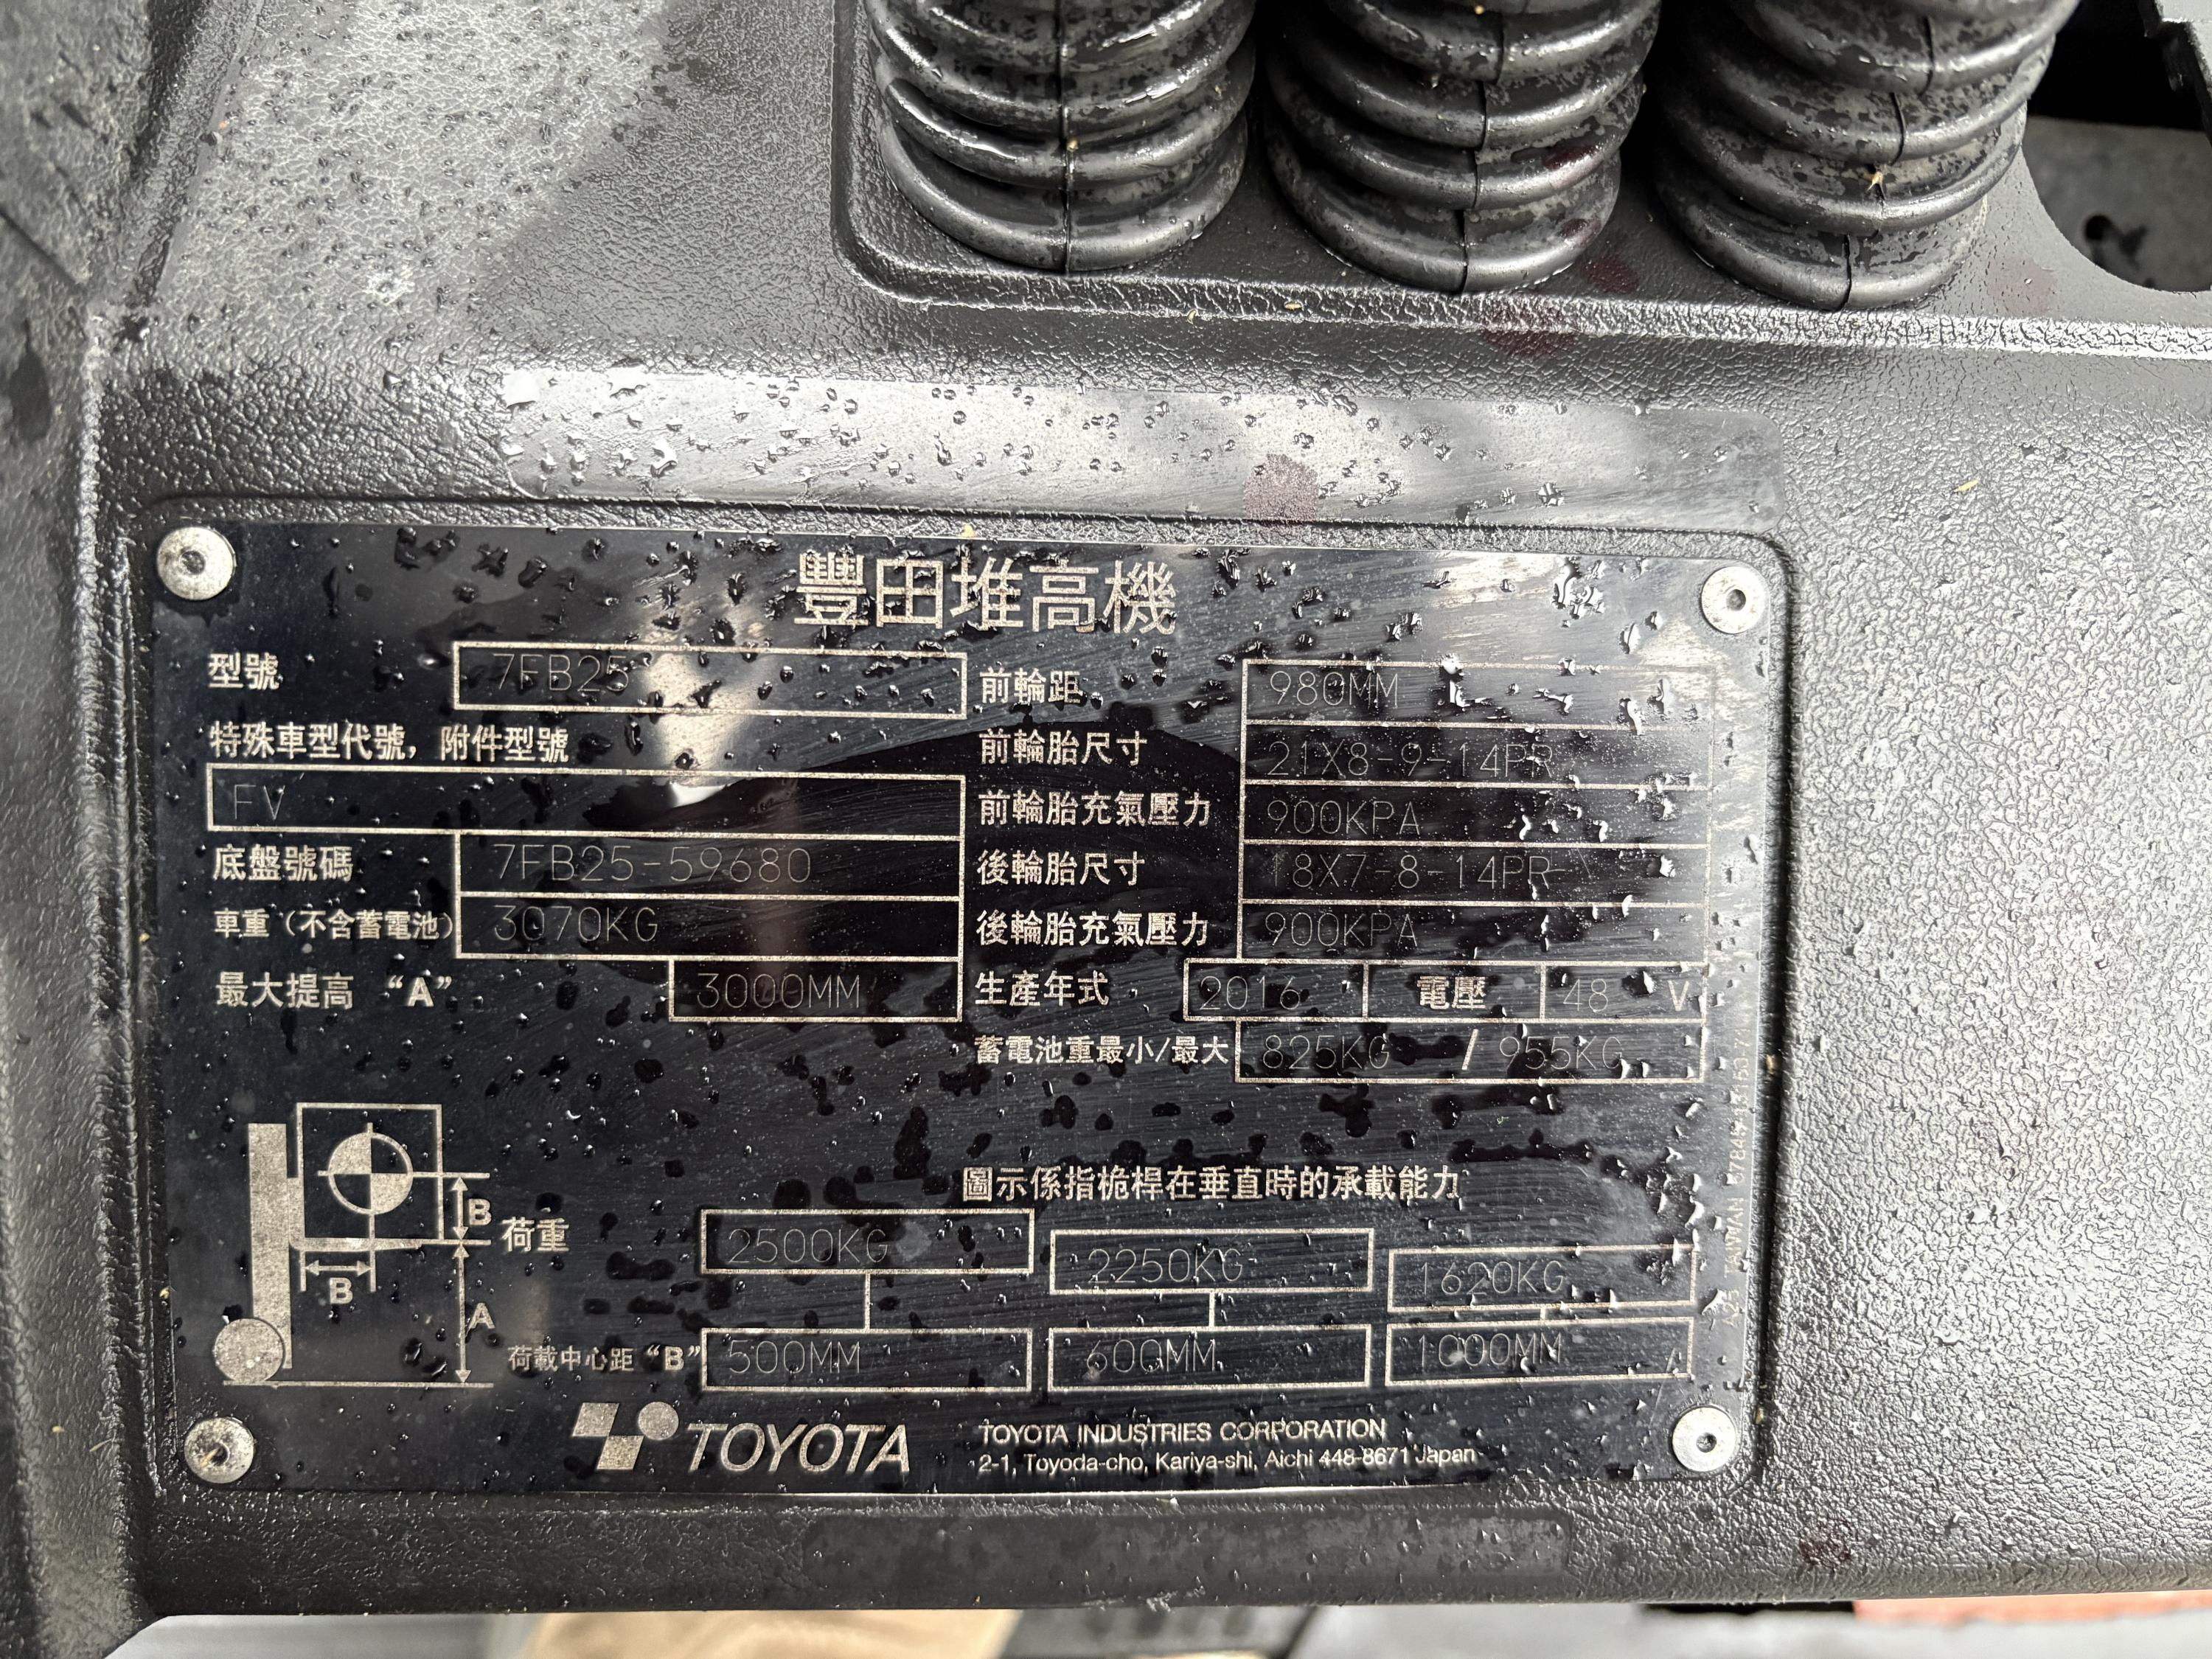 豐田堆高機
型號 7FB25
特殊車型代號，附件型號
FV
底盤號碼 7FB25-59680
車重（不含蓄電池） 3070KG
最大提高 “A” 3000MM
前輪距 980MM
前輪胎尺寸 21X8-9-14PR
前輪胎充氣壓力 900KPA
後輪胎尺寸 18X7-8-14PR
後輪胎充氣壓力 900KPA
生產年式 2016 電壓 48 V
蓄電池重最小/最大 825KG / 955KG
圖示係指桅桿在垂直時的承載能力
B
B
A
荷重 2500KG 2250KG 1620KG
荷載中心距 “B” 500MM 600MM 1000MM
TOYOTA
TOYOTA INDUSTRIES CORPORATION
2-1, Toyoda-cho, Kariya-shi, Aichi 448-8671 Japan
TAIWAN